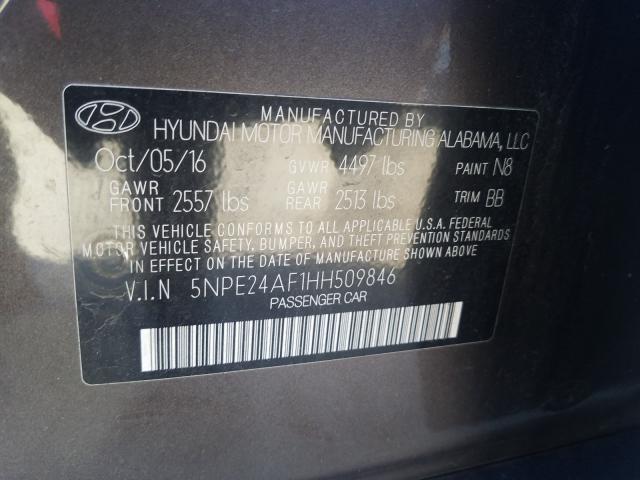 MANUFACTURED BY
HYUNDAI MOTOR MANUFACTURING ALABAMA, LLC
Oct/05/16 GVWR 4497 lbs PAINT N8
GAWR FRONT 2557 lbs GAWR REAR 2513 lbs TRIM BB
THIS VEHICLE CONFORMS TO ALL APPLICABLE U.S.A. FEDERAL
MOTOR VEHICLE SAFETY, BUMPER, AND THEFT PREVENTION STANDARDS
IN EFFECT ON THE DATE OF MANUFACTURE SHOWN ABOVE.
V.I.N 5NPE24AF1HH509846
PASSENGER CAR